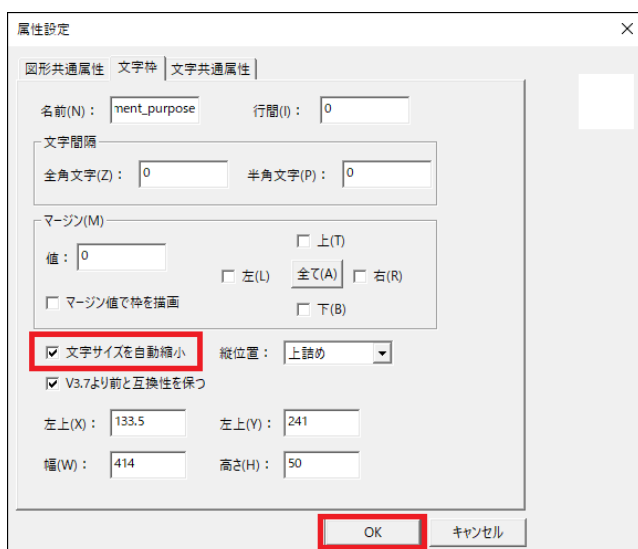 属性設定
図形共通属性 文字枠 文字共通属性
名前(N)： ment_purpose 行間(I)： 0
文字間隔
全角文字(Z)： 0 半角文字(P)： 0
マージン(M)
値： 0
上(T)
左(L) 全て(A) 右(R)
マージン値で枠を描画
下(B)
文字サイズを自動縮小 縦位置： 上詰め
V3.7より前と互換性を保つ
左上(X)： 133.5 左上(Y)： 241
幅(W)： 414 高さ(H)： 50
OK キャンセル